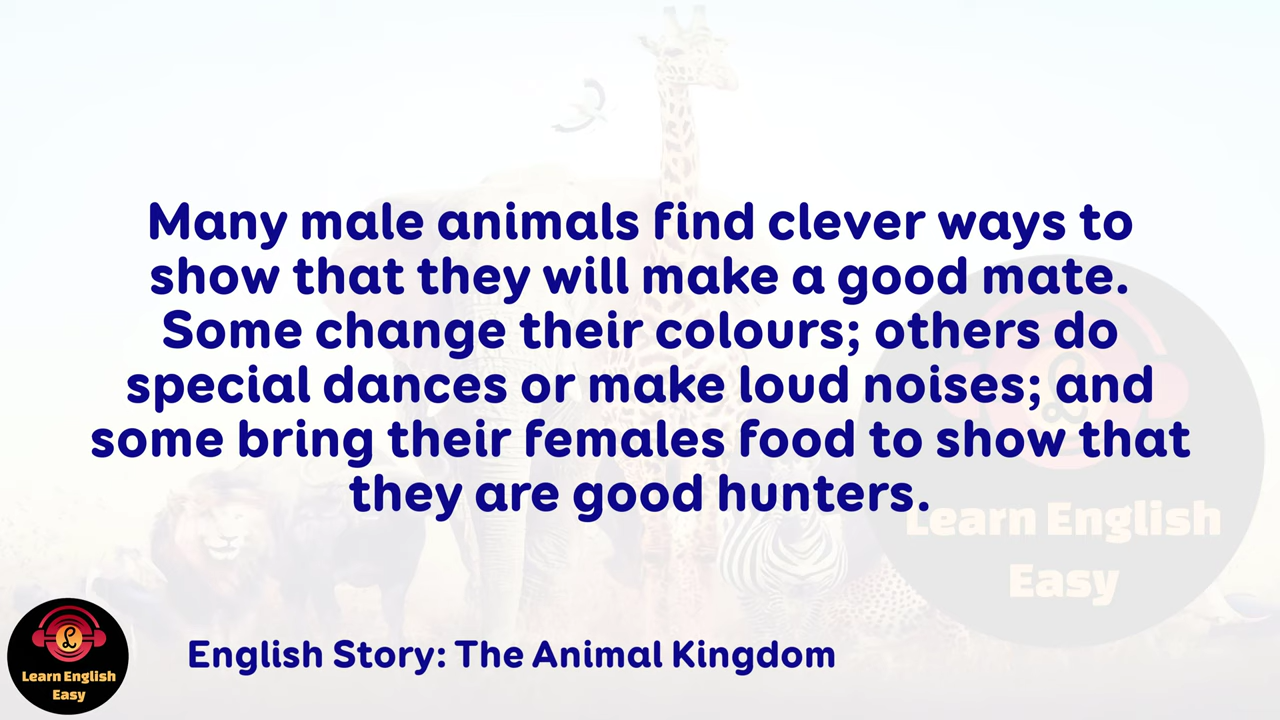 Many male animals find clever ways to
show that they will make a good mate.
Some change their colours; others do
special dances or make loud noises; and
some bring their females food to show that
they are good hunters.
Learn English
Easy
English Story: The Animal Kingdom
Learn English
Easy